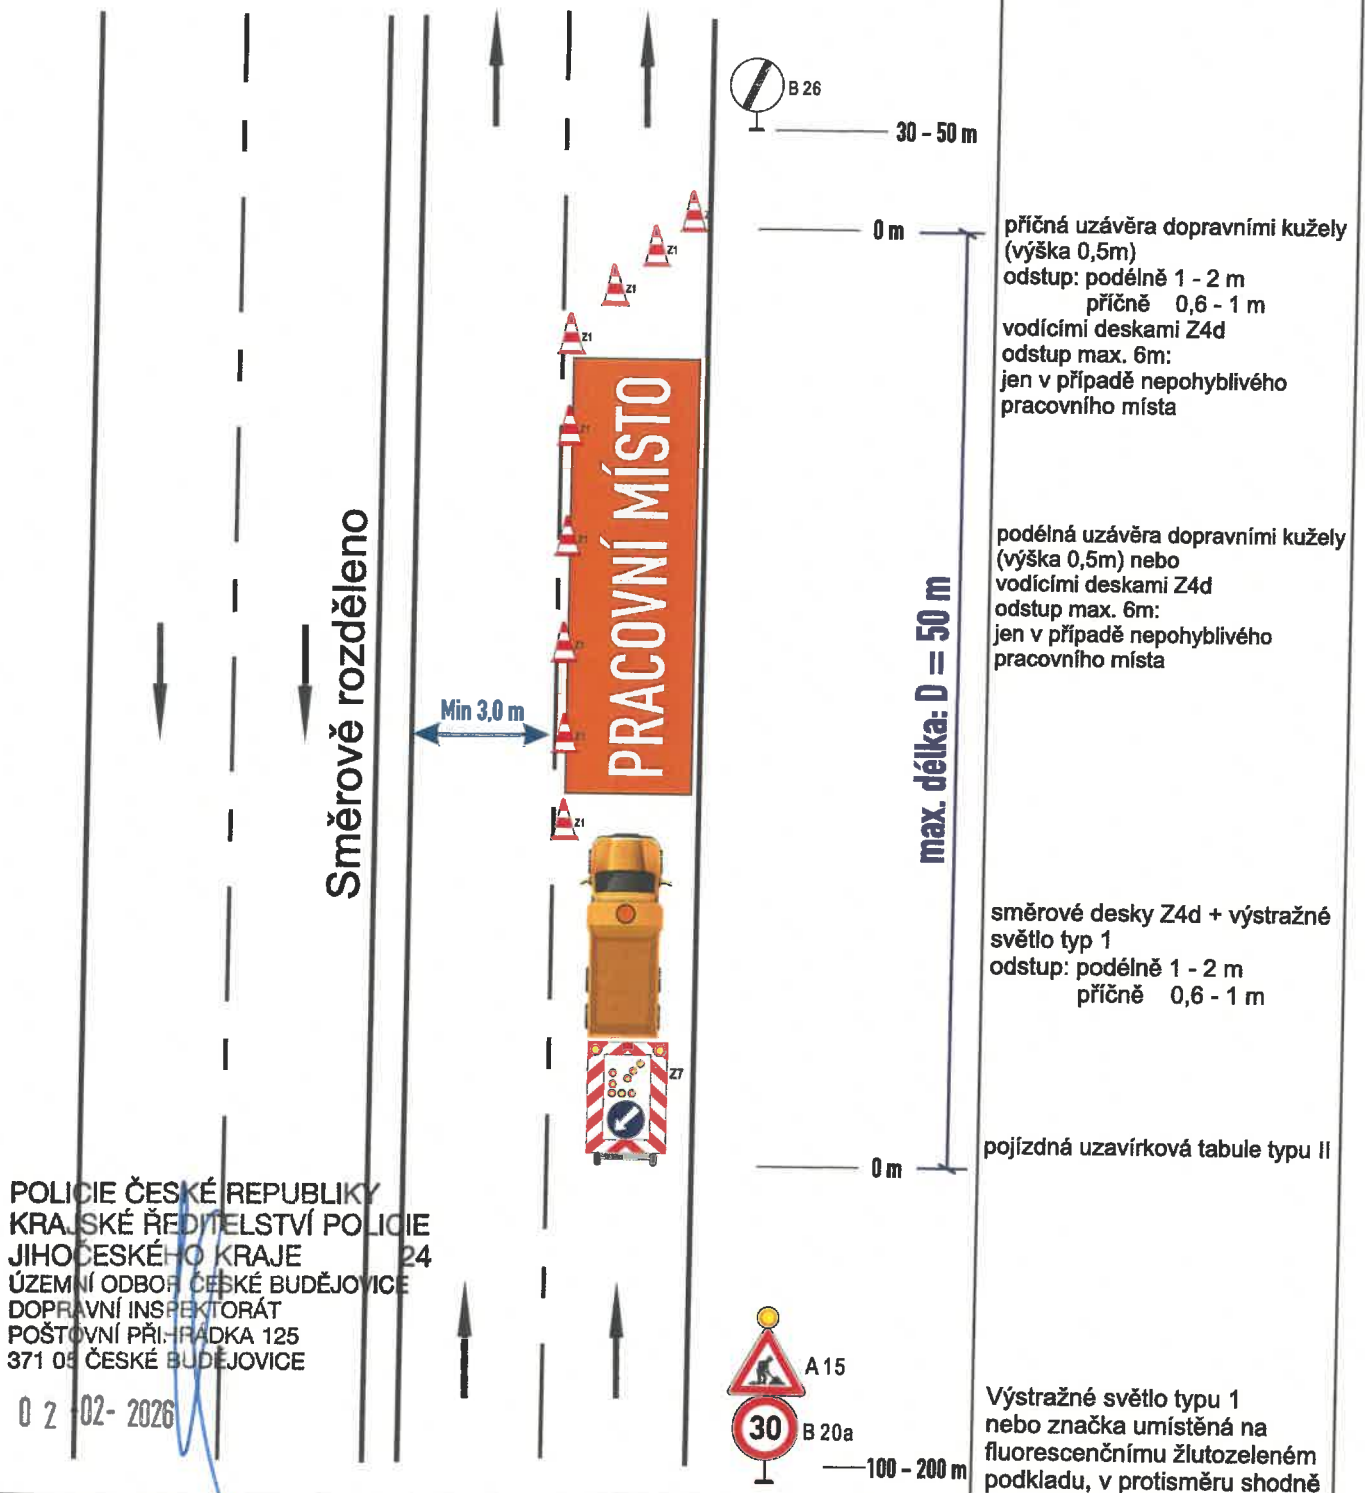 B 26
30 – 50 m
0 m
příčná uzávěra dopravními kužely
(výška 0,5m)
odstup: podélně 1 - 2 m
příčně 0,6 - 1 m
vodícími deskami Z4d
odstup max. 6m:
jen v případě nepohyblivého
pracovního místa
Z1
Z1
Z1
Z1
Z1
Z1
Z1
Z1
PRACOVNÍ MÍSTO
Směrově rozděleno
Min 3,0 m
max. délka: D = 50 m
podélná uzávěra dopravními kužely
(výška 0,5m) nebo
vodícími deskami Z4d
odstup max. 6m:
jen v případě nepohyblivého
pracovního místa
směrové desky Z4d + výstražné
světlo typ 1
odstup: podélně 1 - 2 m
příčně 0,6 - 1 m
Z7
0 m
pojízdná uzavírková tabule typu II
POLICIE ČESKÉ REPUBLIKY
KRAJSKÉ ŘEDITELSTVÍ POLICIE
JIHOČESKÉHO KRAJE 24
ÚZEMNÍ ODBOR ČESKÉ BUDĚJOVICE
DOPRAVNÍ INSPEKTORÁT
POŠTOVNÍ PŘIHRÁDKA 125
371 05 ČESKÉ BUDĚJOVICE
02 -02- 2026
A 15
30
B 20a
100 – 200 m
Výstražné světlo typu 1
nebo značka umístěná na
fluorescenčnímu žlutozeleném
podkladu, v protisměru shodně